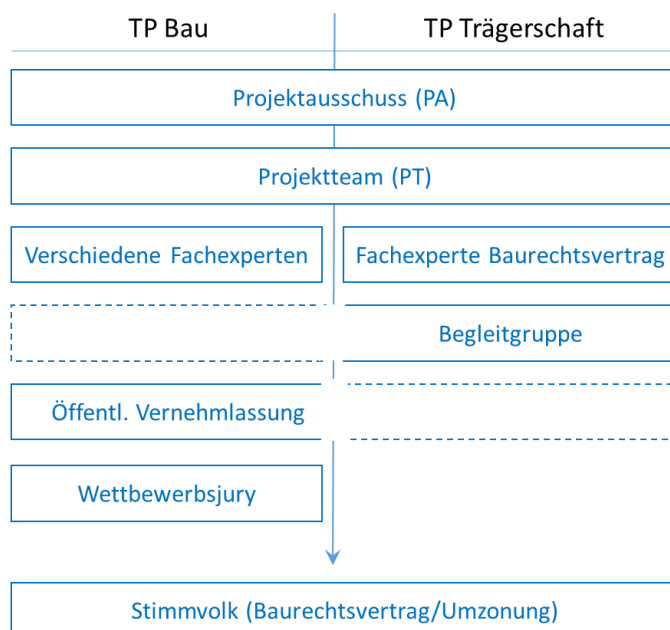 TP Bau
TP Trägerschaft
Projektausschuss (PA)
Projektteam (PT)
Verschiedene Fachexperten
Fachexperte Baurechtsvertrag
Begleitgruppe
Öffentl. Vernehmlassung
Wettbewerbsjury
Stimmvolk (Baurechtsvertrag/Umzonung)